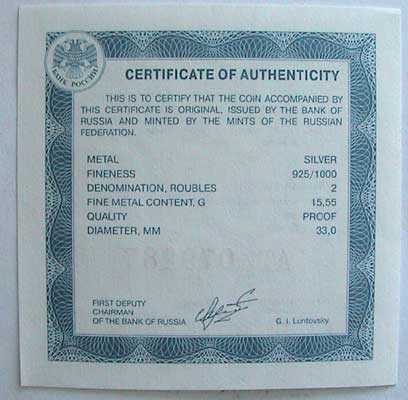 БАНК РОССИИ
CERTIFICATE OF AUTHENTICITY
THIS IS TO CERTIFY THAT THE COIN ACCOMPANIED BY
THIS CERTIFICATE IS ORIGINAL, ISSUED BY THE BANK OF
RUSSIA AND MINTED BY THE MINTS OF THE RUSSIAN
FEDERATION.
METAL SILVER
FINENESS 925/1000
DENOMINATION, ROUBLES 2
FINE METAL CONTENT, G 15,55
QUALITY PROOF
DIAMETER, MM 33,0
FIRST DEPUTY
CHAIRMAN
OF THE BANK OF RUSSIA G. I. Luntovsky